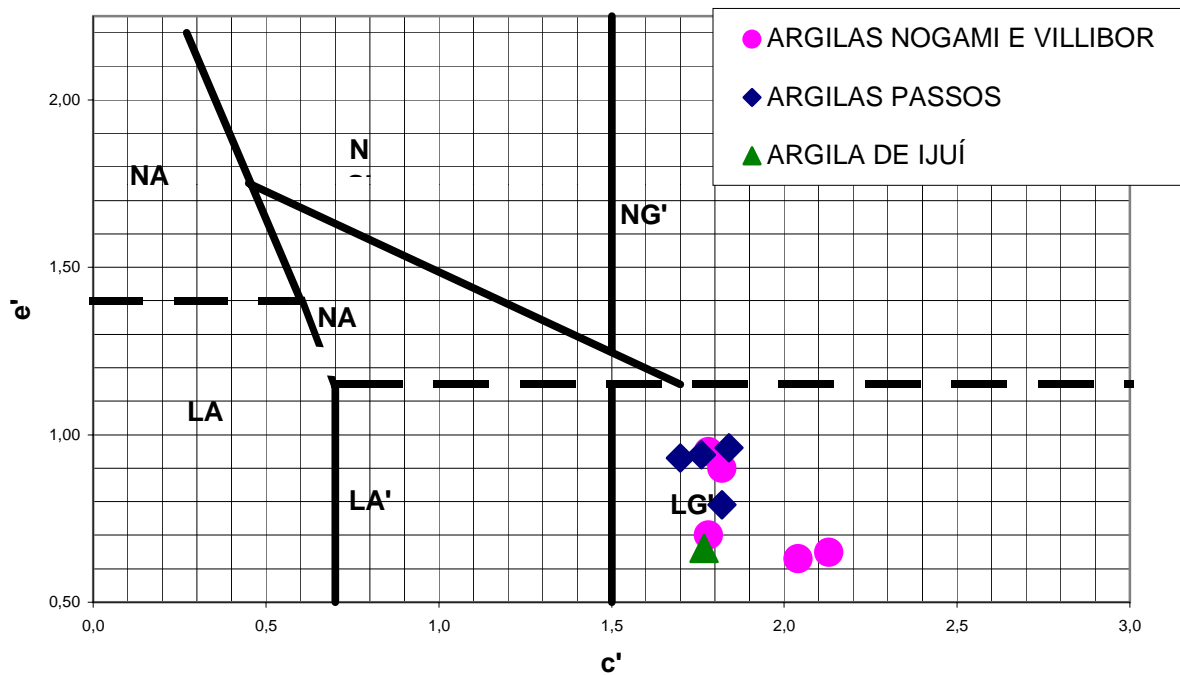 ARGILAS NOGAMI E VILLIBOR
ARGILAS PASSOS
ARGILA DE IJUÍ
2,00
1,50
1,00
0,50
e'
NA
N
NG'
NA
LA
LA'
LG'
0,0
0,5
1,0
1,5
2,0
2,5
3,0
c'